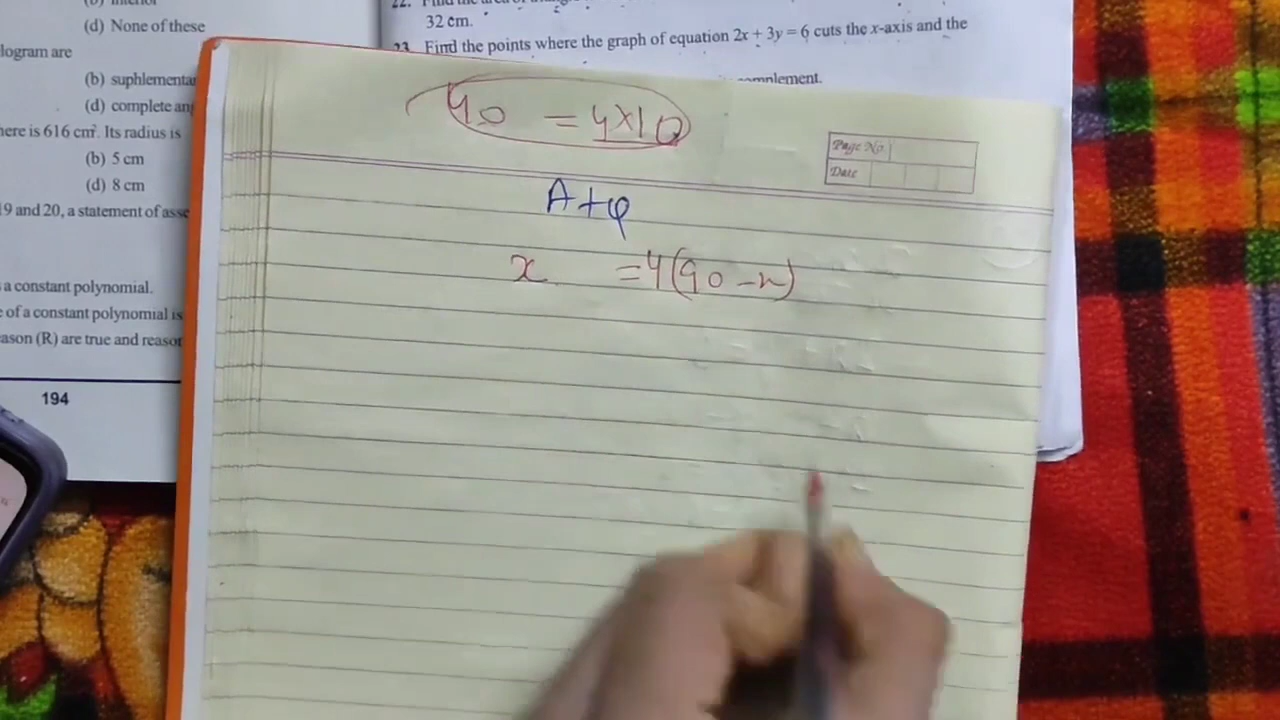 (d) None of these
logram are
(b) suphlementa
(d) complete an
here is 616 cm². Its radius is
(b) 5 cm
(d) 8 cm
19 and 20, a statement of asse
a constant polynomial.
e of a constant polynomial is
ason (R) are true and reason
194
32 cm.
23. Find the points where the graph of equation 2x + 3y = 6 cuts the x-axis and the
complement.
40 = 4×10
Page No.
Date
A+φ
x = 4(90-x)